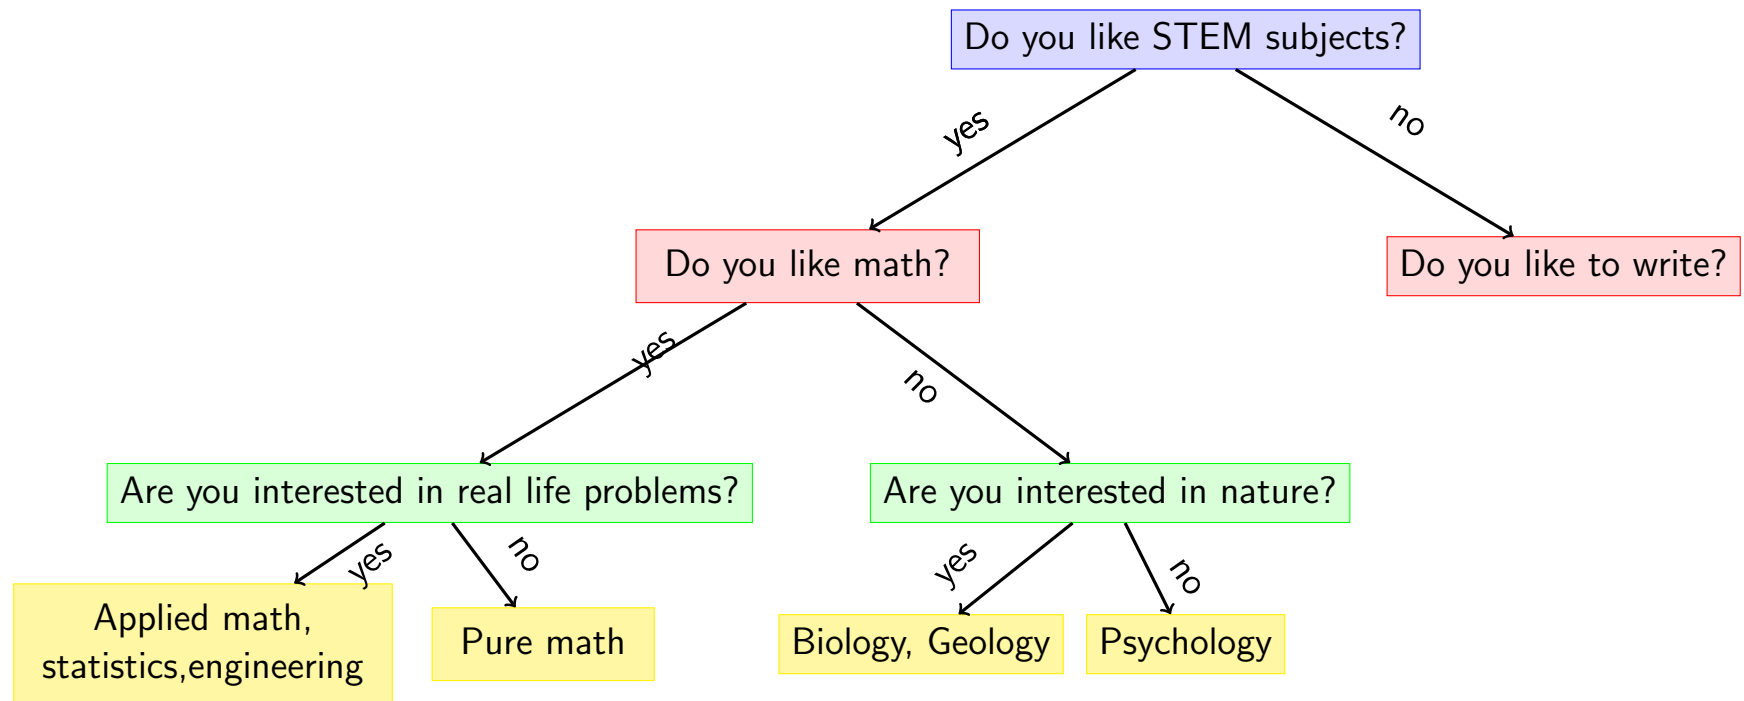 Do you like STEM subjects?
yes
no
Do you like math?
Do you like to write?
yes
no
Are you interested in real life problems?
Are you interested in nature?
yes
no
yes
no
Applied math,
statistics,engineering
Pure math
Biology, Geology
Psychology